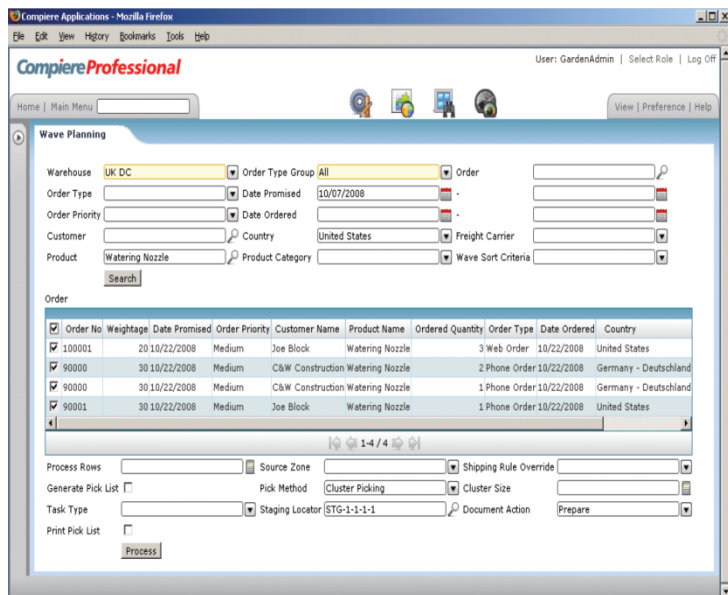 Compiere Applications - Mozilla Firefox
File Edit View History Bookmarks Tools Help
CompiereProfessional
User: GardenAdmin | Select Role | Log Off
Home | Main Menu
View | Preference | Help
Wave Planning
Warehouse UK DC Order Type Group All Order
Order Type Date Promised 10/07/2008 -
Order Priority Date Ordered -
Customer Country United States Freight Carrier
Product Watering Nozzle Product Category Wave Sort Criteria
Search
Order
Order No Weightage Date Promised Order Priority Customer Name Product Name Ordered Quantity Order Type Date Ordered Country
100001 20 10/22/2008 Medium Joe Block Watering Nozzle 3 Web Order 10/22/2008 United States
90000 30 10/22/2008 Medium C&W Construction Watering Nozzle 2 Phone Order 10/22/2008 Germany - Deutschland
90000 30 10/22/2008 Medium C&W Construction Watering Nozzle 1 Phone Order 10/22/2008 Germany - Deutschland
90001 30 10/22/2008 Medium Joe Block Watering Nozzle 1 Phone Order 10/22/2008 United States
1-4 / 4
Process Rows Source Zone Shipping Rule Override
Generate Pick List Pick Method Cluster Picking Cluster Size
Task Type Staging Locator STG-1-1-1-1 Document Action Prepare
Print Pick List
Process